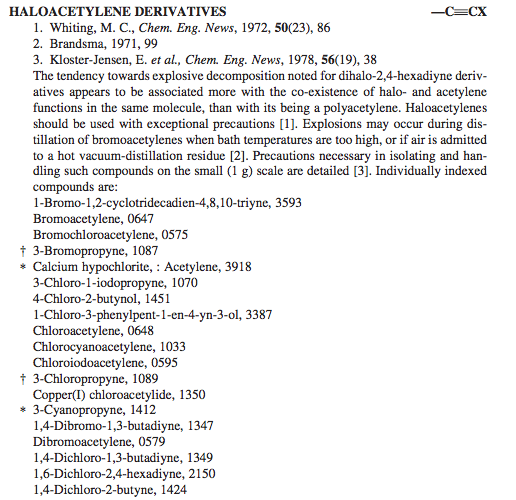 HALOACETYLENE DERIVATIVES —C≡CX
1. Whiting, M. C., Chem. Eng. News, 1972, 50(23), 86
2. Brandsma, 1971, 99
3. Kloster-Jensen, E. et al., Chem. Eng. News, 1978, 56(19), 38
The tendency towards explosive decomposition noted for dihalo-2,4-hexadiyne deriv-
atives appears to be associated more with the co-existence of halo- and acetylene
functions in the same molecule, than with its being a polyacetylene. Haloacetylenes
should be used with exceptional precautions [1]. Explosions may occur during dis-
tillation of bromoacetylenes when bath temperatures are too high, or if air is admitted
to a hot vacuum-distillation residue [2]. Precautions necessary in isolating and han-
dling such compounds on the small (1 g) scale are detailed [3]. Individually indexed
compounds are:
1-Bromo-1,2-cyclotridecadien-4,8,10-triyne, 3593
Bromoacetylene, 0647
Bromochloroacetylene, 0575
† 3-Bromopropyne, 1087
* Calcium hypochlorite, : Acetylene, 3918
3-Chloro-1-iodopropyne, 1070
4-Chloro-2-butynol, 1451
1-Chloro-3-phenylpent-1-en-4-yn-3-ol, 3387
Chloroacetylene, 0648
Chlorocyanoacetylene, 1033
Chloroiodoacetylene, 0595
† 3-Chloropropyne, 1089
Copper(I) chloroacetylide, 1350
* 3-Cyanopropyne, 1412
1,4-Dibromo-1,3-butadiyne, 1347
Dibromoacetylene, 0579
1,4-Dichloro-1,3-butadiyne, 1349
1,6-Dichloro-2,4-hexadiyne, 2150
1,4-Dichloro-2-butyne, 1424